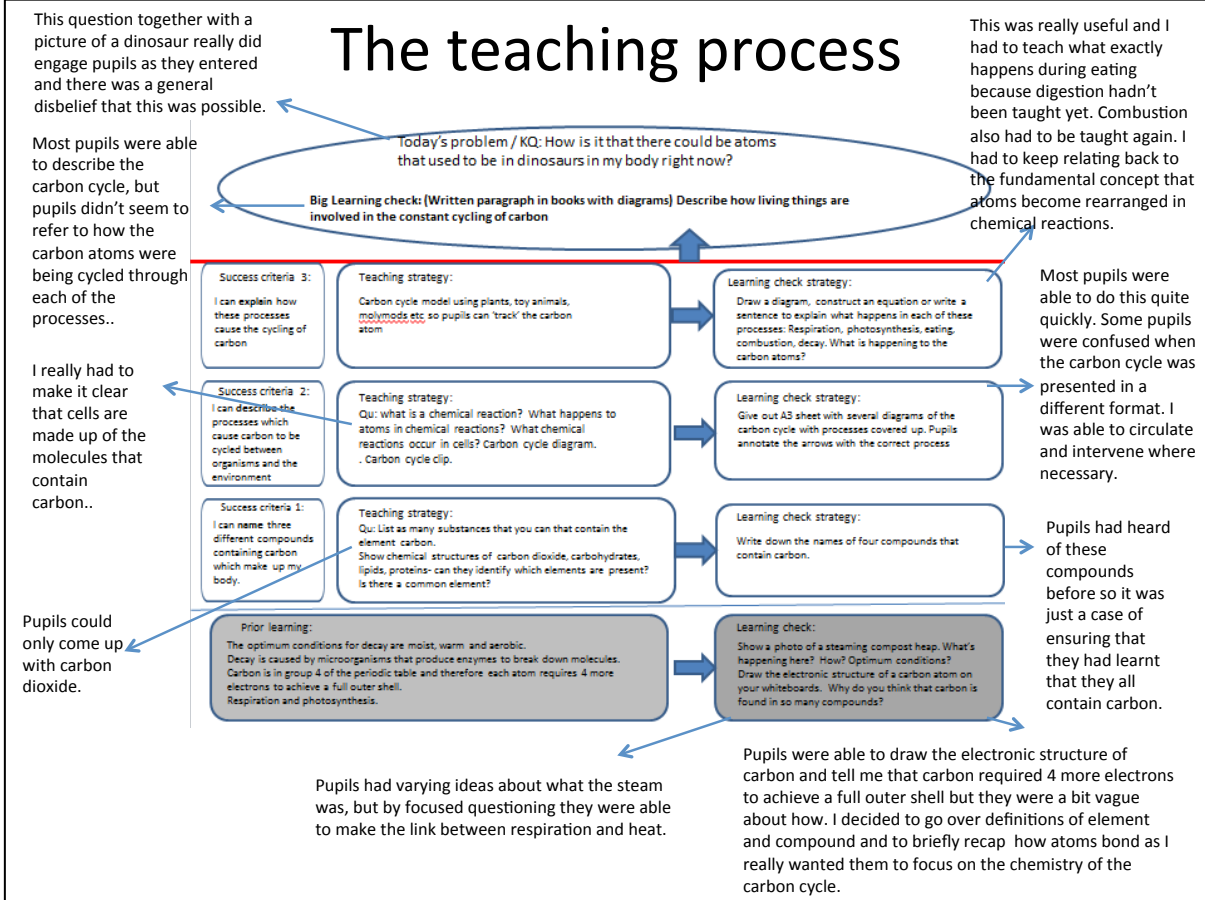 The teaching process
This question together with a
picture of a dinosaur really did
engage pupils as they entered
and there was a general
disbelief that this was possible.
Most pupils were able
to describe the
carbon cycle, but
pupils didn't seem to
refer to how the
carbon atoms were
being cycled through
each of the
processes..
I really had to
make it clear
that cells are
made up of the
molecules that
contain
carbon..
Pupils could
only come up
with carbon
dioxide.
Today's problem / KQ: How is it that there could be atoms
that used to be in dinosaurs in my body right now?
Big Learning check: (Written paragraph in books with diagrams) Describe how living things are
involved in the constant cycling of carbon
Success criteria 3:
I can explain how
these processes
cause the cycling of
carbon
Teaching strategy:
Carbon cycle model using plants, toy animals,
molymods etc so pupils can 'track' the carbon
atom
Learning check strategy:
Draw a diagram, construct an equation or write a
sentence to explain what happens in each of these
processes: Respiration, photosynthesis, eating,
combustion, decay. What is happening to the
carbon atoms?
Success criteria 2:
I can describe the
processes which
cause carbon to be
cycled between
organisms and the
environment
Teaching strategy:
Qu: what is a chemical reaction? What happens to
atoms in chemical reactions? What chemical
reactions occur in cells? Carbon cycle diagram.
. Carbon cycle clip.
Learning check strategy:
Give out A3 sheet with several diagrams of the
carbon cycle with processes covered up. Pupils
annotate the arrows with the correct process
Success criteria 1:
I can name three
different compounds
containing carbon
which make up my
body.
Teaching strategy:
Qu: List as many substances that you can that contain the
element carbon.
Show chemical structures of carbon dioxide, carbohydrates,
lipids, proteins- can they identify which elements are present?
Is there a common element?
Learning check strategy:
Write down the names of four compounds that
contain carbon.
Prior learning:
The optimum conditions for decay are moist, warm and aerobic.
Decay is caused by microorganisms that produce enzymes to break down molecules.
Carbon is in group 4 of the periodic table and therefore each atom requires 4 more
electrons to achieve a full outer shell.
Respiration and photosynthesis.
Learning check:
Show a photo of a steaming compost heap. What's
happening here? How? Optimum conditions?
Draw the electronic structure of a carbon atom on
your whiteboards. Why do you think that carbon is
found in so many compounds?
This was really useful and I
had to teach what exactly
happens during eating
because digestion hadn't
been taught yet. Combustion
also had to be taught again. I
had to keep relating back to
the fundamental concept that
atoms become rearranged in
chemical reactions.
Most pupils were
able to do this quite
quickly. Some pupils
were confused when
the carbon cycle was
presented in a
different format. I
was able to circulate
and intervene where
necessary.
Pupils had heard
of these
compounds
before so it was
just a case of
ensuring that
they had learnt
that they all
contain carbon.
Pupils had varying ideas about what the steam
was, but by focused questioning they were able
to make the link between respiration and heat.
Pupils were able to draw the electronic structure of
carbon and tell me that carbon required 4 more electrons
to achieve a full outer shell but they were a bit vague
about how. I decided to go over definitions of element
and compound and to briefly recap how atoms bond as I
really wanted them to focus on the chemistry of the
carbon cycle.